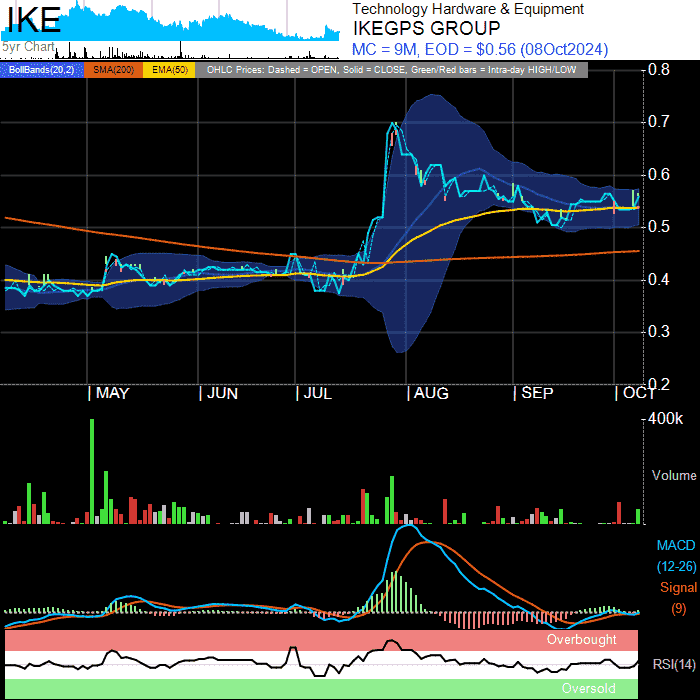 IKE
5yr Chart
Technology Hardware & Equipment
IKEGPS GROUP
MC = 9M, EOD = $0.56 (08Oct2024)
BollBands(20,2) SMA(200) EMA(50) OHLC Prices: Dashed = OPEN, Solid = CLOSE, Green/Red bars = Intra-day HIGH/LOW
0.8
0.7
0.6
0.5
0.4
0.3
0.2
| MAY | JUN | JUL | AUG | SEP | OCT
400k
Volume
MACD
(12-26)
Signal
(9)
Overbought
RSI(14)
Oversold